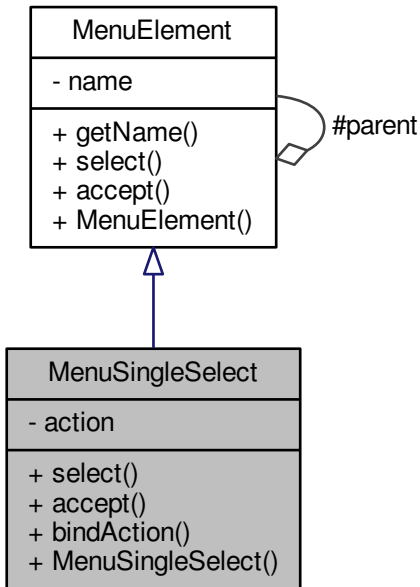 MenuElement
- name
#parent
+ getName()
+ select()
+ accept()
+ MenuElement()
MenuSingleSelect
- action
+ select()
+ accept()
+ bindAction()
+ MenuSingleSelect()